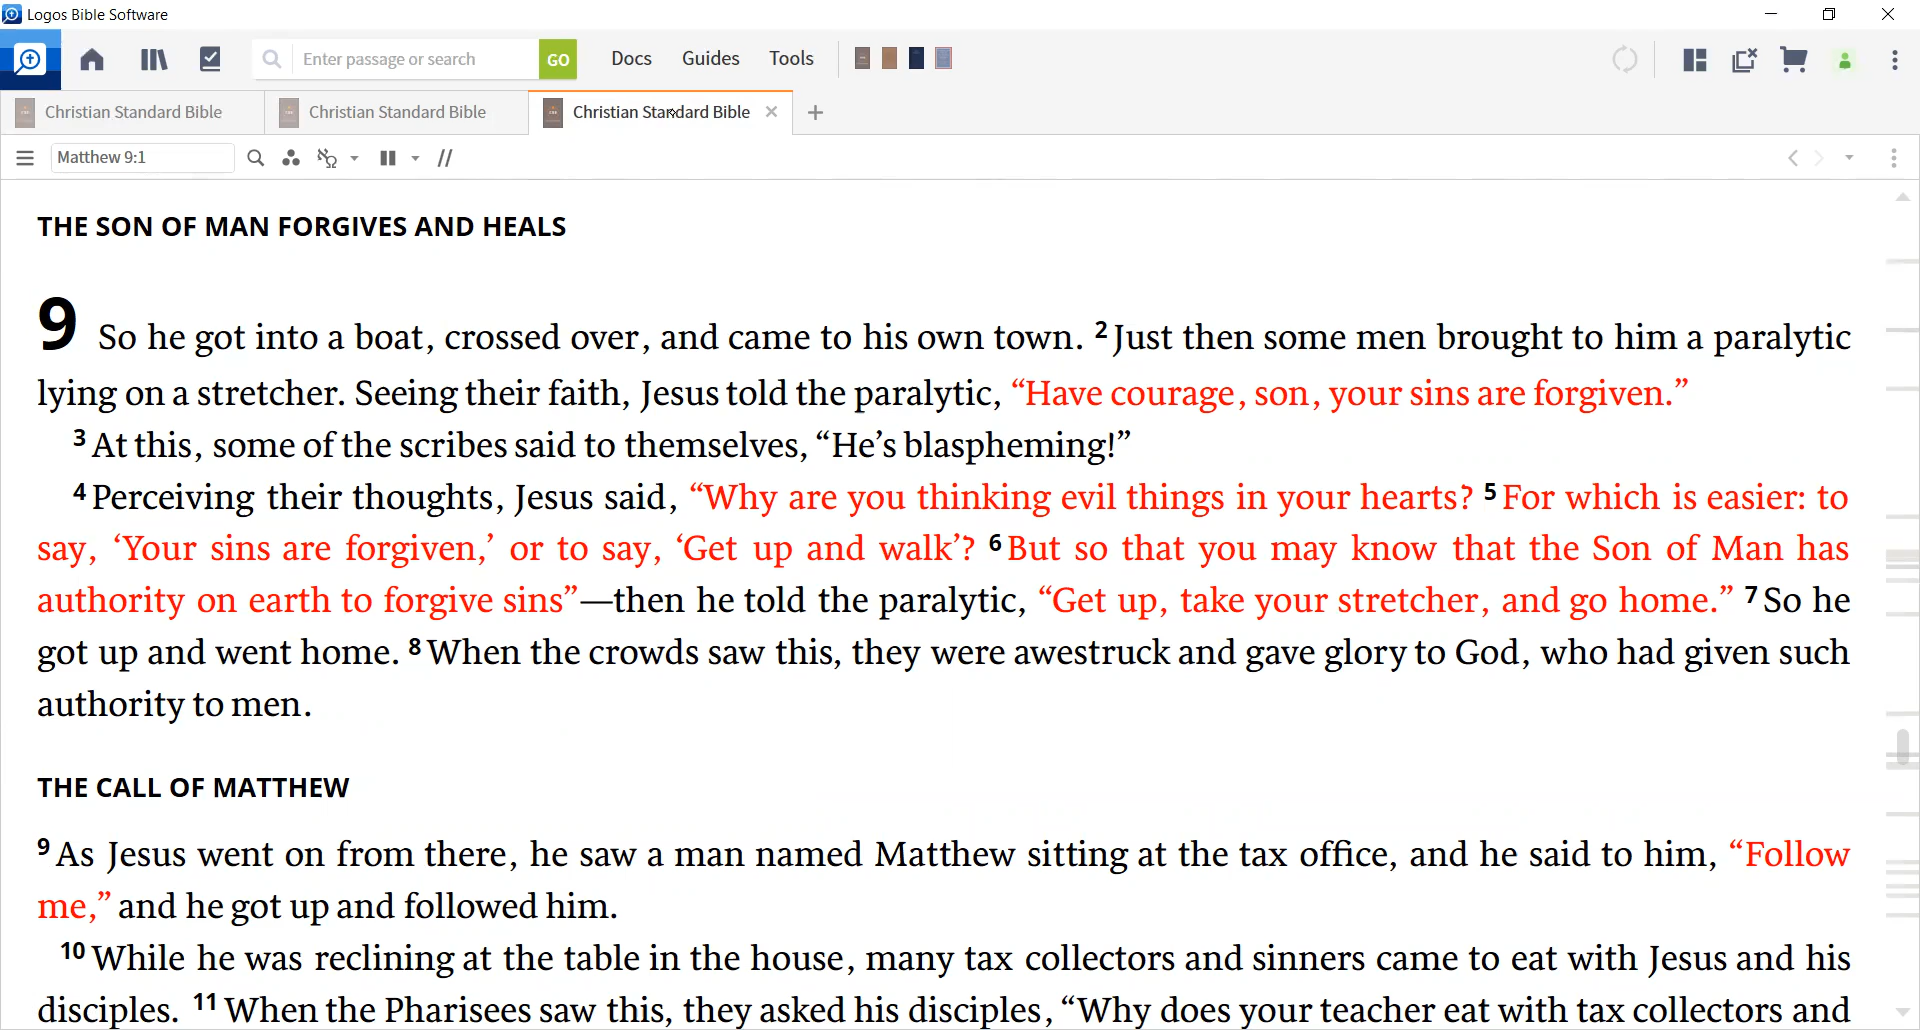 Logos Bible Software
Enter passage or search GO Docs Guides Tools
Christian Standard Bible Christian Standard Bible Christian Standard Bible
Matthew 9:1
THE SON OF MAN FORGIVES AND HEALS
9 So he got into a boat, crossed over, and came to his own town. 2 Just then some men brought to him a paralytic
lying on a stretcher. Seeing their faith, Jesus told the paralytic, “Have courage, son, your sins are forgiven.”
3 At this, some of the scribes said to themselves, “He’s blaspheming!”
4 Perceiving their thoughts, Jesus said, “Why are you thinking evil things in your hearts? 5 For which is easier: to
say, ‘Your sins are forgiven,’ or to say, ‘Get up and walk’? 6 But so that you may know that the Son of Man has
authority on earth to forgive sins”—then he told the paralytic, “Get up, take your stretcher, and go home.” 7 So he
got up and went home. 8 When the crowds saw this, they were awestruck and gave glory to God, who had given such
authority to men.
THE CALL OF MATTHEW
9 As Jesus went on from there, he saw a man named Matthew sitting at the tax office, and he said to him, “Follow
me,” and he got up and followed him.
10 While he was reclining at the table in the house, many tax collectors and sinners came to eat with Jesus and his
disciples. 11 When the Pharisees saw this, they asked his disciples, “Why does your teacher eat with tax collectors and